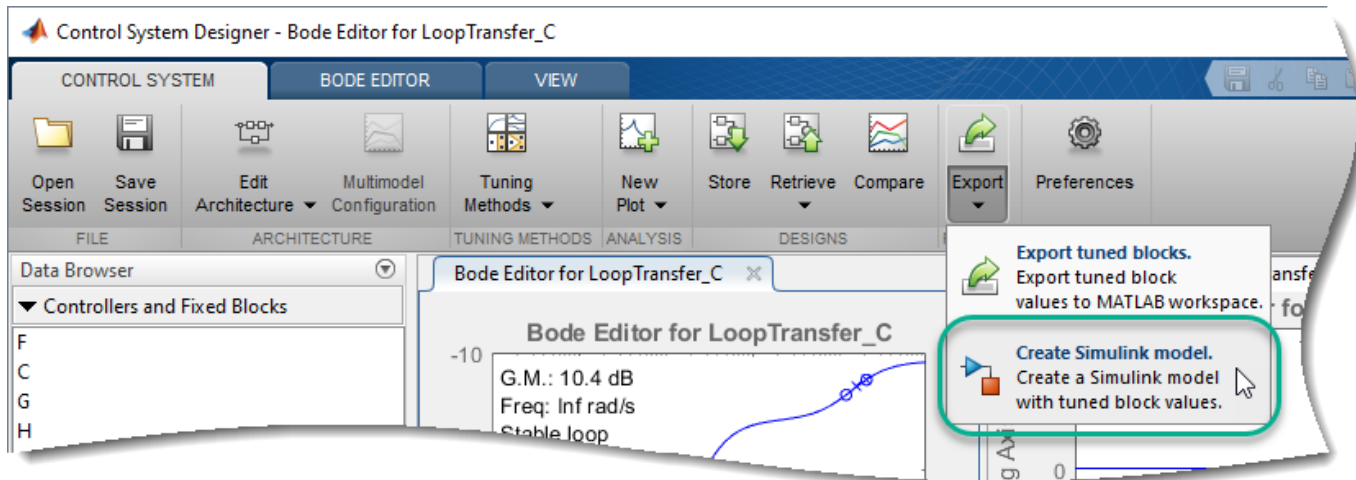 Control System Designer - Bode Editor for LoopTransfer_C
CONTROL SYSTEM
BODE EDITOR
VIEW
Open
Session
Save
Session
Edit
Architecture
Multimodel
Configuration
Tuning
Methods
New
Plot
Store
Retrieve
Compare
Export
Preferences
FILE
ARCHITECTURE
TUNING METHODS
ANALYSIS
DESIGNS
Data Browser
Controllers and Fixed Blocks
F
C
G
H
Bode Editor for LoopTransfer_C
Bode Editor for LoopTransfer_C
-10
G.M.: 10.4 dB
Freq: Inf rad/s
Stable loop
Export tuned blocks.
Export tuned block
values to MATLAB workspace.
Create Simulink model.
Create a Simulink model
with tuned block values.
0